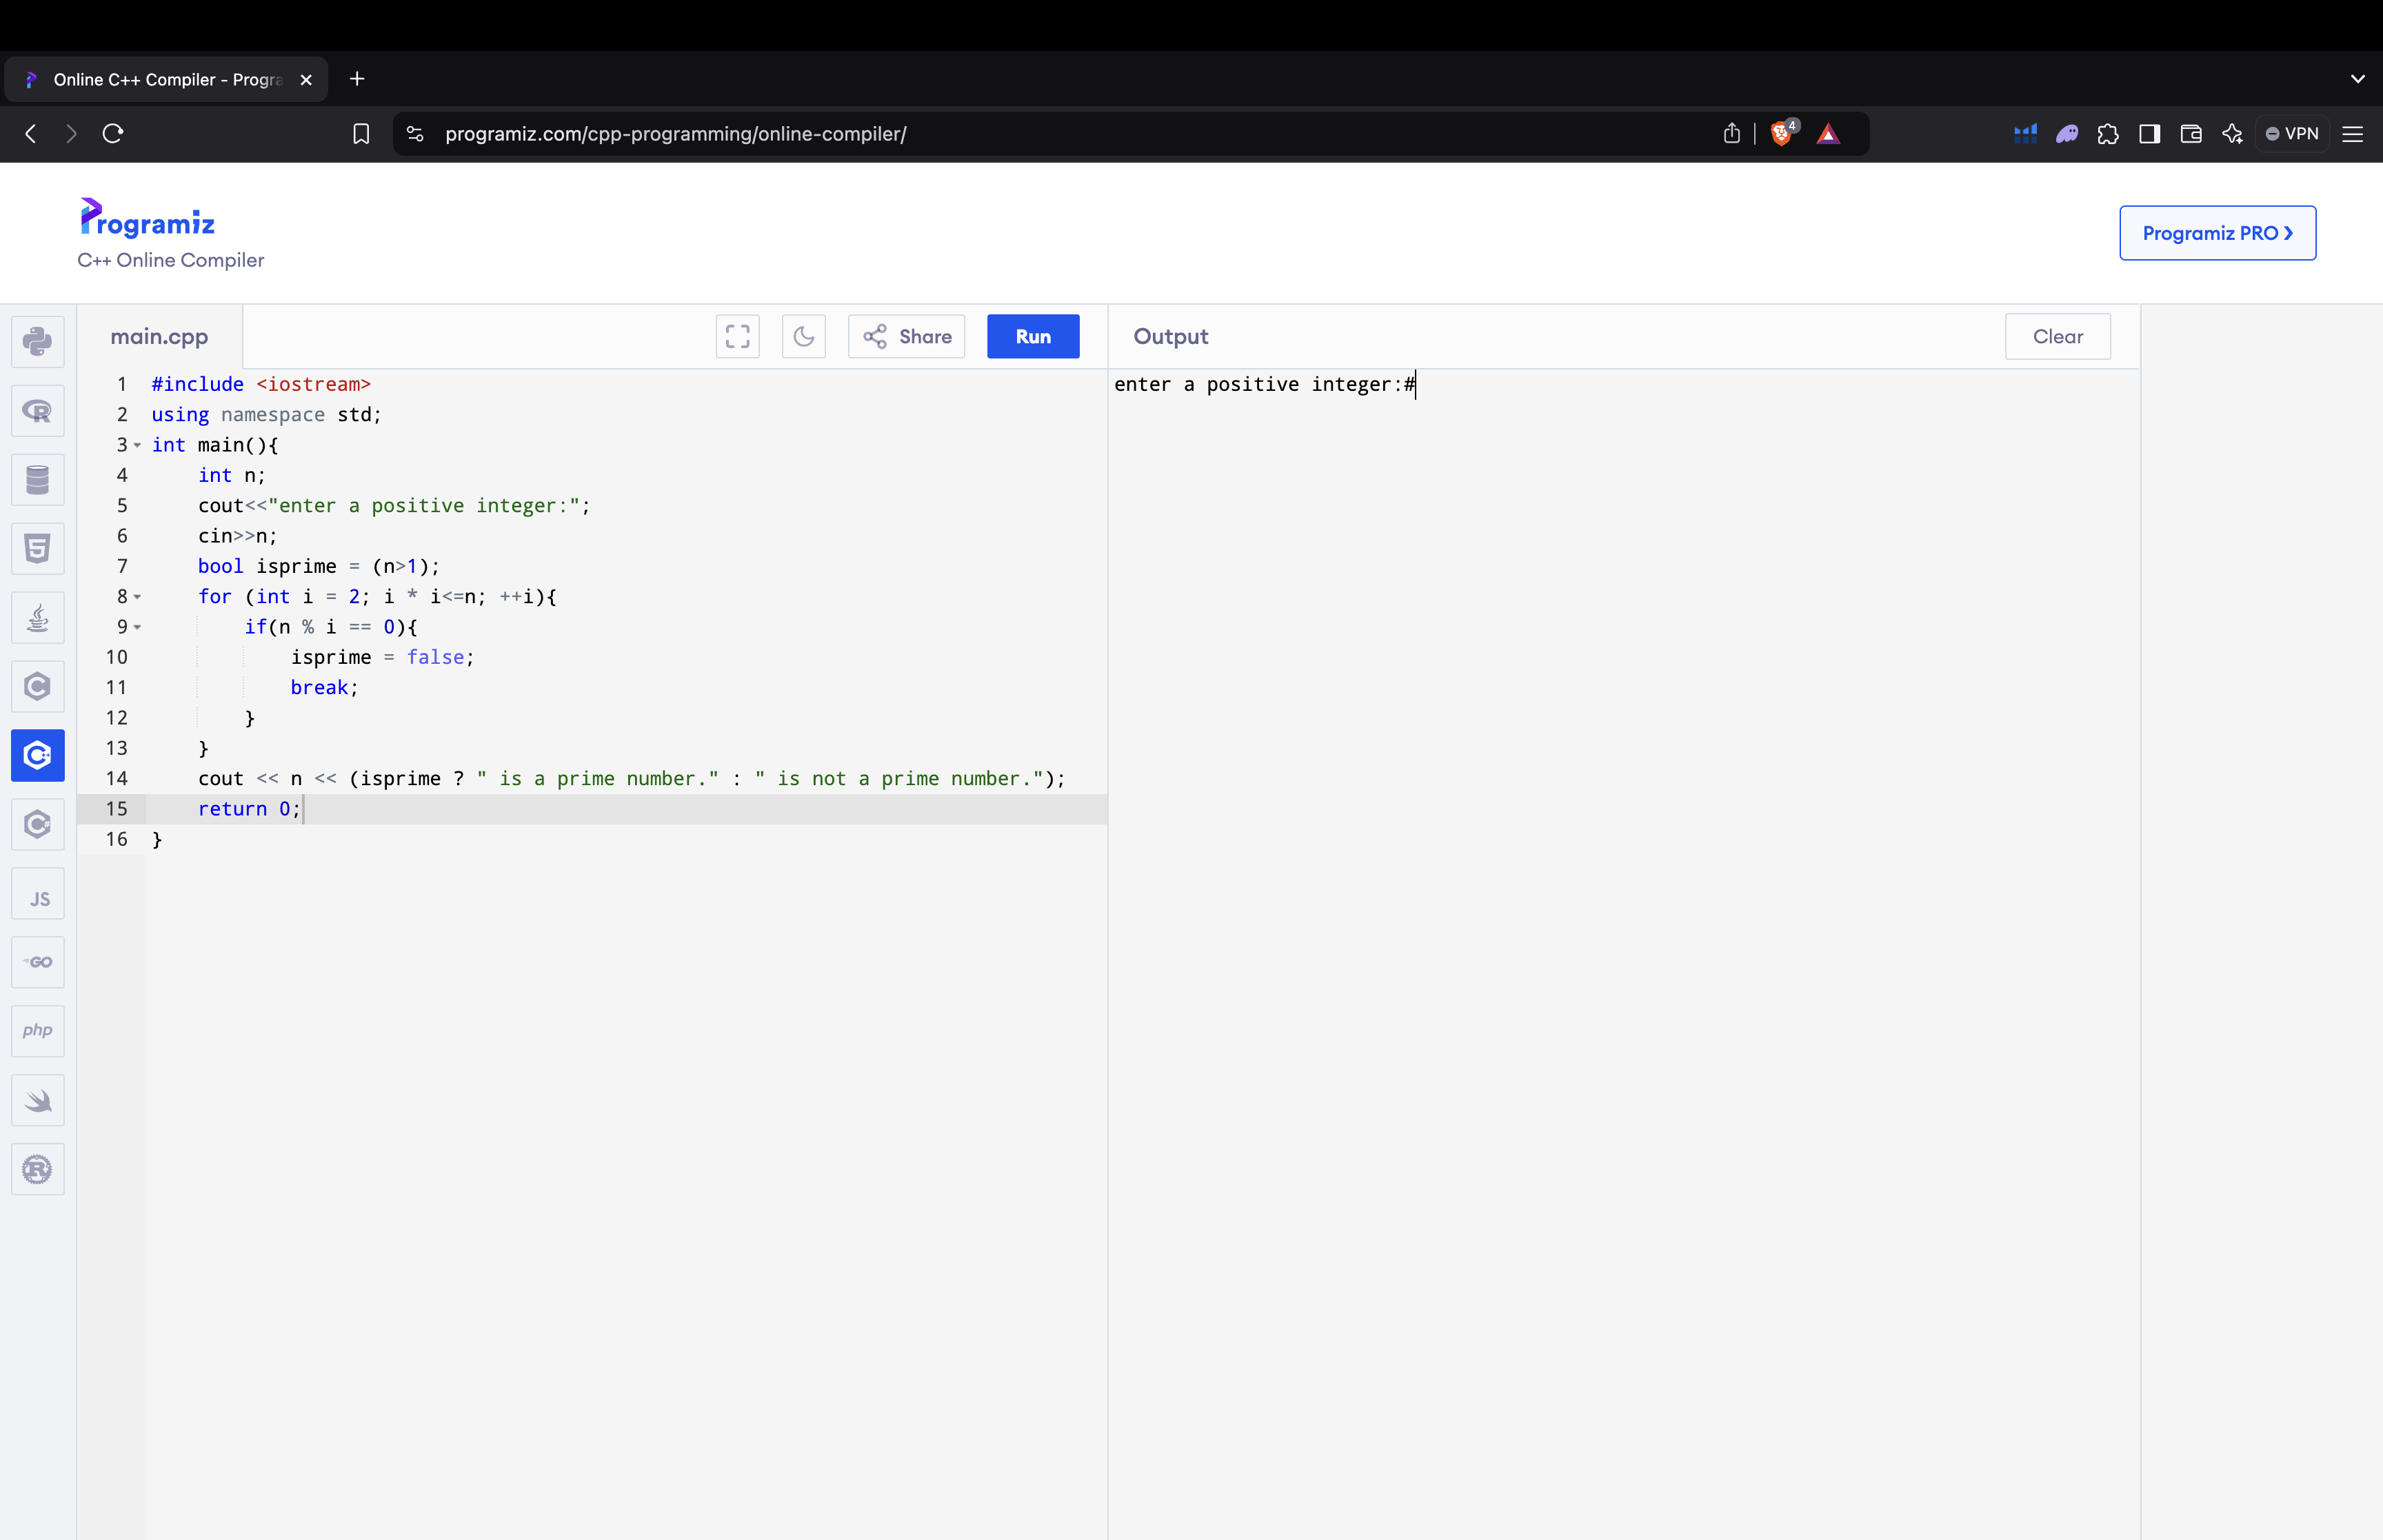 Online C++ Compiler - Progra
programiz.com/cpp-programming/online-compiler/
4
VPN
Programiz
C++ Online Compiler
Programiz PRO ❯
main.cpp
Share
Run
Output
Clear
1 #include <iostream>
2 using namespace std;
3 int main(){
4     int n;
5     cout<<"enter a positive integer:";
6     cin>>n;
7     bool isprime = (n>1);
8     for (int i = 2; i * i<=n; ++i){
9         if(n % i == 0){
10             isprime = false;
11             break;
12         }
13     }
14     cout << n << (isprime ? " is a prime number." : " is not a prime number.");
15     return 0;
16 }
enter a positive integer:#
R
5
C
C++
C#
JS
GO
php
R